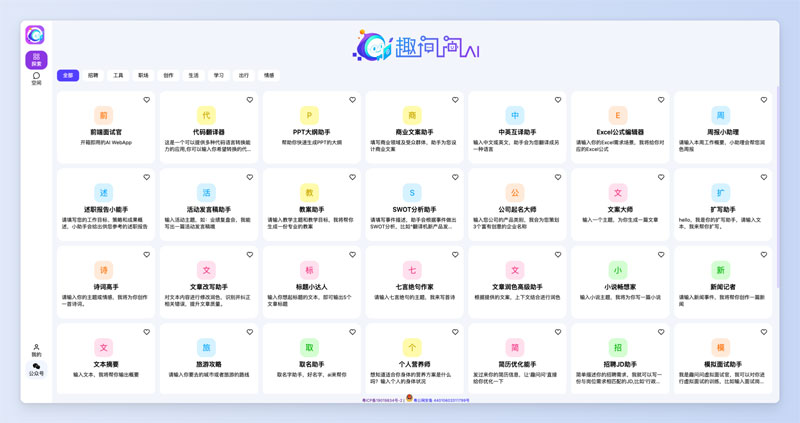 趣问问AI
探索
空间
全部 招聘 工具 职场 创作 生活 学习 出行 情感
前 代 P 商 中 E 周
前端面试官 代码翻译器 PPT大纲助手 商业文案助手 中英互译助手 Excel公式编辑器 周报小助理
开箱即用的AI WebApp
这是一个可以提供多种代码语言转换能
力的应用,你可以输入你希望转换的代...
帮助你快速生成PPT的大纲
填写商业领域及受众群体、助手为您设
计商业文案
输入中文或英文、助手会为您翻译成另
一种语言
请输入你的Excel需求场景，我将给你对
应的Excel公式
请输入本周工作概要，小助理会帮您润
色周报
述 活 教 S 公 文 扩
述职报告小能手 活动发言稿助手 教案助手 SWOT分析助手 公司起名大师 文案大师 扩写助手
请填写您的工作目标、策略和成果概
述、小助手会给出供您参考的述职报告
输入活动主题，如：业绩复盘会，我能
写出一篇活动发言稿哦
请输入教学主题和教学目标，我将帮你
生成一份专业的教案
请填写事件描述，助手会根据事件做出
SWOT分析，比如"翻译机新产品发...
输入您公司的产品类别，我会为您策划
3个富有创意的企业名称
输入一个主题，为你生成一篇文章
hello，我是你的扩写助手，请输入文
本，我来帮你扩写。
诗 文 标 七 文 小 新
诗词高手 文章改写助手 标题小达人 七言绝句作家 文章润色高级助手 小说畅想家 新闻记者
请输入你的主题或情感，我将为你创作
一首诗词。
对文本内容进行修改润色，识别并纠正
相关错误，提升文章质量。
输入你想起标题的文本，即可输出5个
文章标题
请输入七言绝句的主题，我来写首诗
根据提供的文案，上下文结合进行润色
输入小说主题，我将为你写一篇小说
请输入新闻事件，我将帮你创作一篇新
闻
文 旅 取 个 简 招 模
文本摘要 旅游攻略 取名助手 个人营养师 简历优化能手 招聘JD助手 模拟面试助手
输入文本，我将帮你输出概要
请输入你要去的城市或者旅游的路线
取名字助手，好名字，ai来帮你
想知道适合你身体的营养方案是什么
吗？输入个人的身体状况
发过来你的简历信息，让'趣问问'直接
给你优化一下
简单描述你的招聘需求，我就可以写一
份与岗位需求相匹配的JD,比如"行政...
我是趣问问虚拟面试官，我可以对你进
行虚拟面试的训练，比如输入面试岗...
我的
公众号